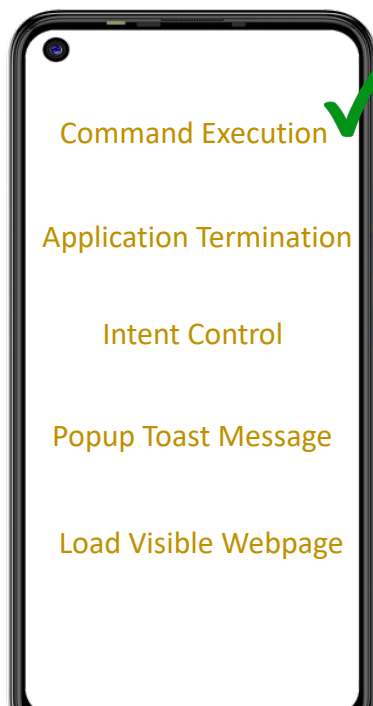 Command Execution
Application Termination
Intent Control
Popup Toast Message
Load Visible Webpage